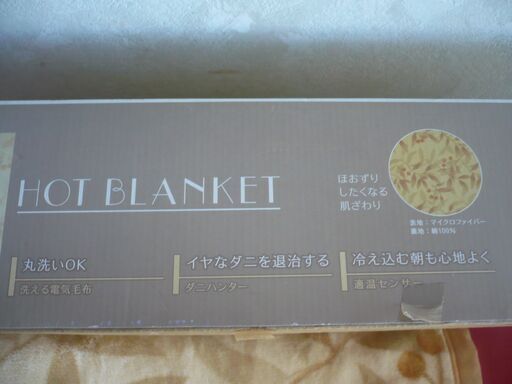 HOT BLANKET
ほおずり
したくなる
肌ざわり
表地：マイクロファイバー
裏地：綿100%
丸洗いOK
洗える電気毛布
イヤなダニを退治する
ダニハンター
冷え込む朝も心地よく
適温センサー